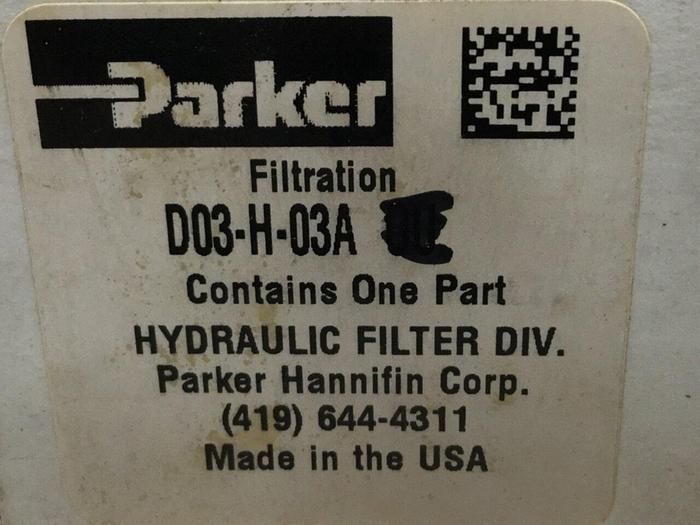 Parker
Filtration
D03-H-03A
Contains One Part
HYDRAULIC FILTER DIV.
Parker Hannifin Corp.
(419) 644-4311
Made in the USA